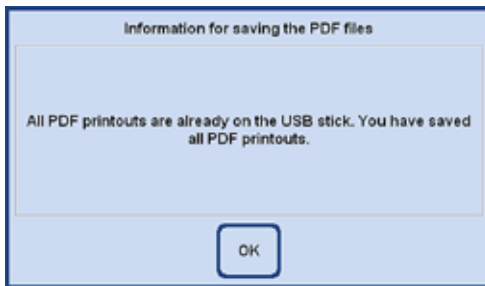 Information for saving the PDF files
All PDF printouts are already on the USB stick. You have saved
all PDF printouts.
OK